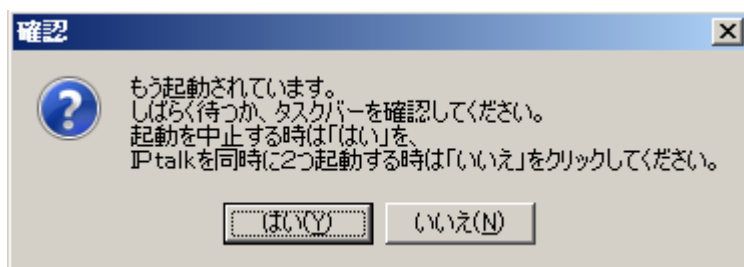 確認
もう起動されています。
しばらく待つか、タスクバーを確認してください。
起動を中止する時は「はい」を、
IPtalkを同時に2つ起動する時は「いいえ」をクリックしてください。
はい(Y)
いいえ(N)